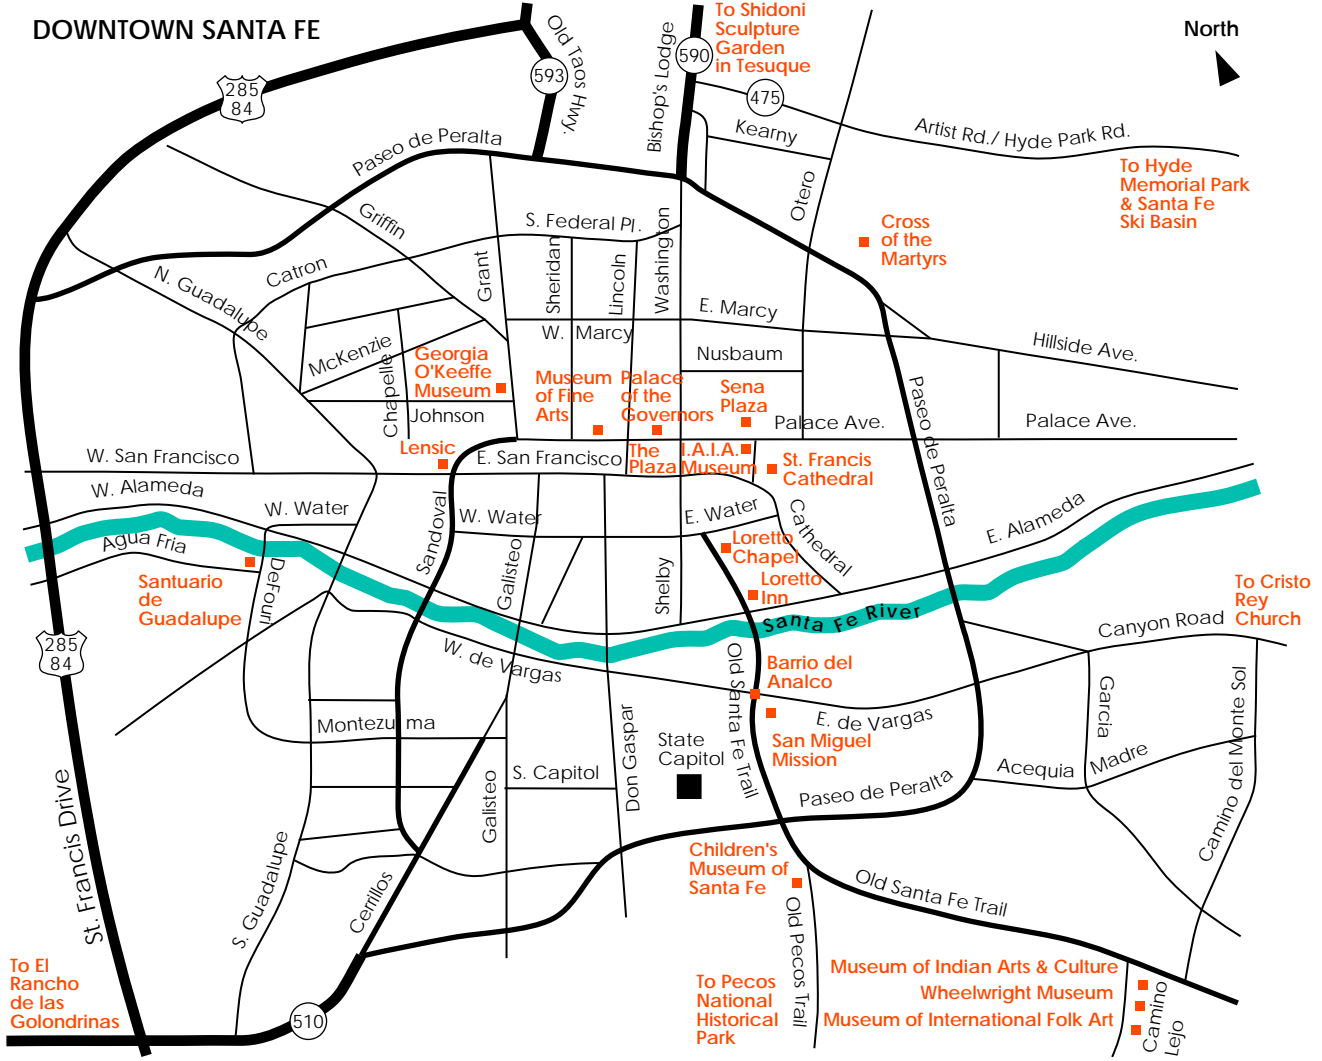 DOWNTOWN SANTA FE
To Shidoni
Sculpture
Garden
in Tesuque
North
285
84
593
Old Taos Hwy.
Bishop's Lodge
590
475
Kearny
Artist Rd./ Hyde Park Rd.
To Hyde
Memorial Park
& Santa Fe
Ski Basin
Paseo de Peralta
Griffin
S. Federal Pl.
Otero
Cross
of the
Martyrs
N. Guadalupe
Catron
Grant
Sheridan
Lincoln
Washington
E. Marcy
W. Marcy
Hillside Ave.
McKenzie
Chapelle
Georgia
O'Keeffe
Museum
Nusbaum
Museum
of Fine
Arts
Palace
of the
Governors
Sena
Plaza
Johnson
Palace Ave.
Palace Ave.
Paseo de Peralta
Lensic
W. San Francisco
E. San Francisco
The
Plaza
I.A.I.A.
Museum
St. Francis
Cathedral
W. Alameda
W. Water
W. Water
E. Water
Cathedral
E. Alameda
Agua Fria
Sandoval
Galisteo
Shelby
Loretto
Chapel
Loretto
Inn
Santuario
de
Guadalupe
DeFouri
Santa Fe River
To Cristo
Rey
Church
Canyon Road
285
84
W. de Vargas
Old Santa Fe Trail
Barrio del
Analco
E. de Vargas
San Miguel
Mission
Garcia
Camino del Monte Sol
Montezuma
State
Capitol
Don Gaspar
S. Capitol
Galisteo
Acequia Madre
Paseo de Peralta
St. Francis Drive
S. Guadalupe
Cerrillos
Children's
Museum of
Santa Fe
Old Santa Fe Trail
Old Pecos Trail
To El
Rancho
de las
Golondrinas
510
To Pecos
National
Historical
Park
Museum of Indian Arts & Culture
Wheelwright Museum
Museum of International Folk Art
Camino
Lejo